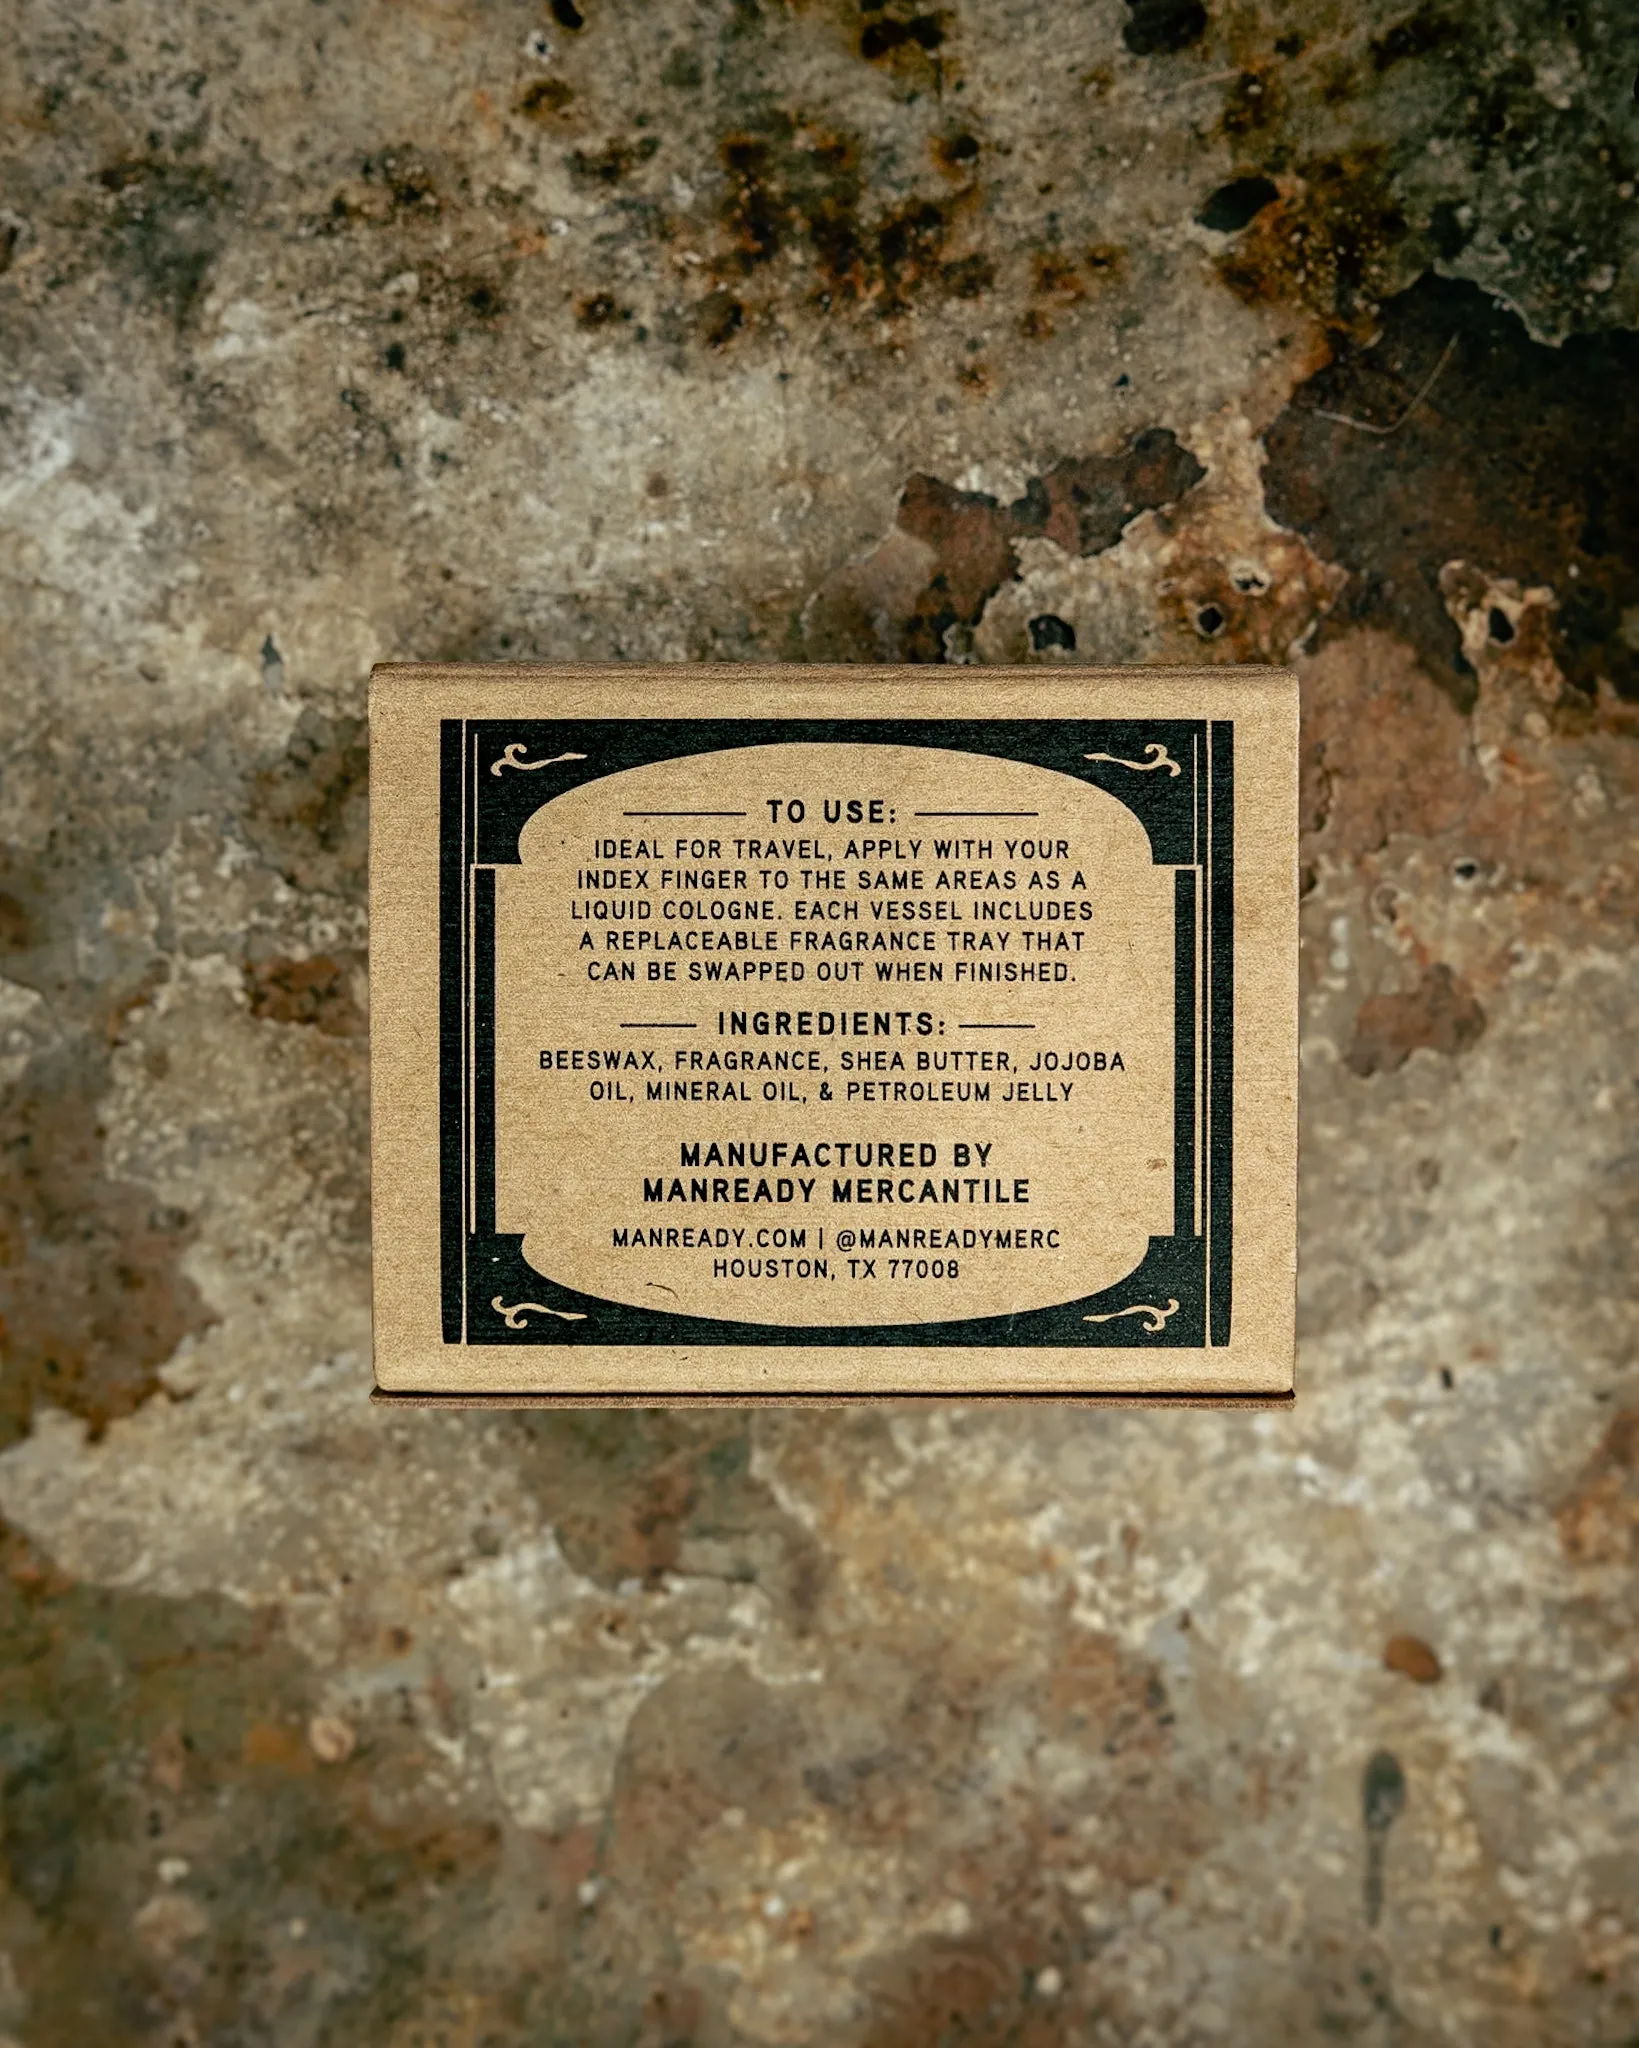 TO USE:
IDEAL FOR TRAVEL, APPLY WITH YOUR
INDEX FINGER TO THE SAME AREAS AS A
LIQUID COLOGNE. EACH VESSEL INCLUDES
A REPLACEABLE FRAGRANCE TRAY THAT
CAN BE SWAPPED OUT WHEN FINISHED.
INGREDIENTS:
BEESWAX, FRAGRANCE, SHEA BUTTER, JOJOBA
OIL, MINERAL OIL, & PETROLEUM JELLY
MANUFACTURED BY
MANREADY MERCANTILE
MANREADY.COM | @MANREADYMERC
HOUSTON, TX 77008